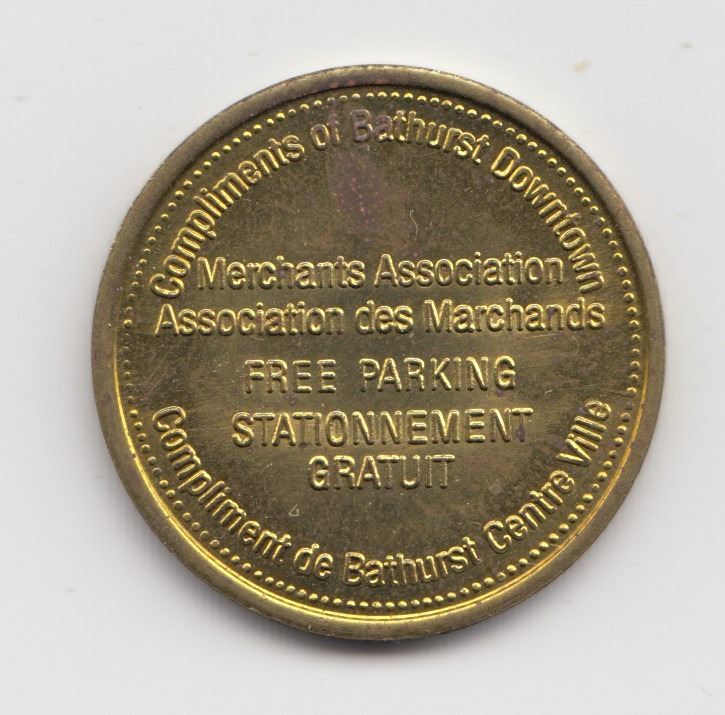 Compliments of Bathurst Downtown
Merchants Association
Association des Marchands
FREE PARKING
STATIONNEMENT
GRATUIT
Compliment de Bathurst Centre Ville